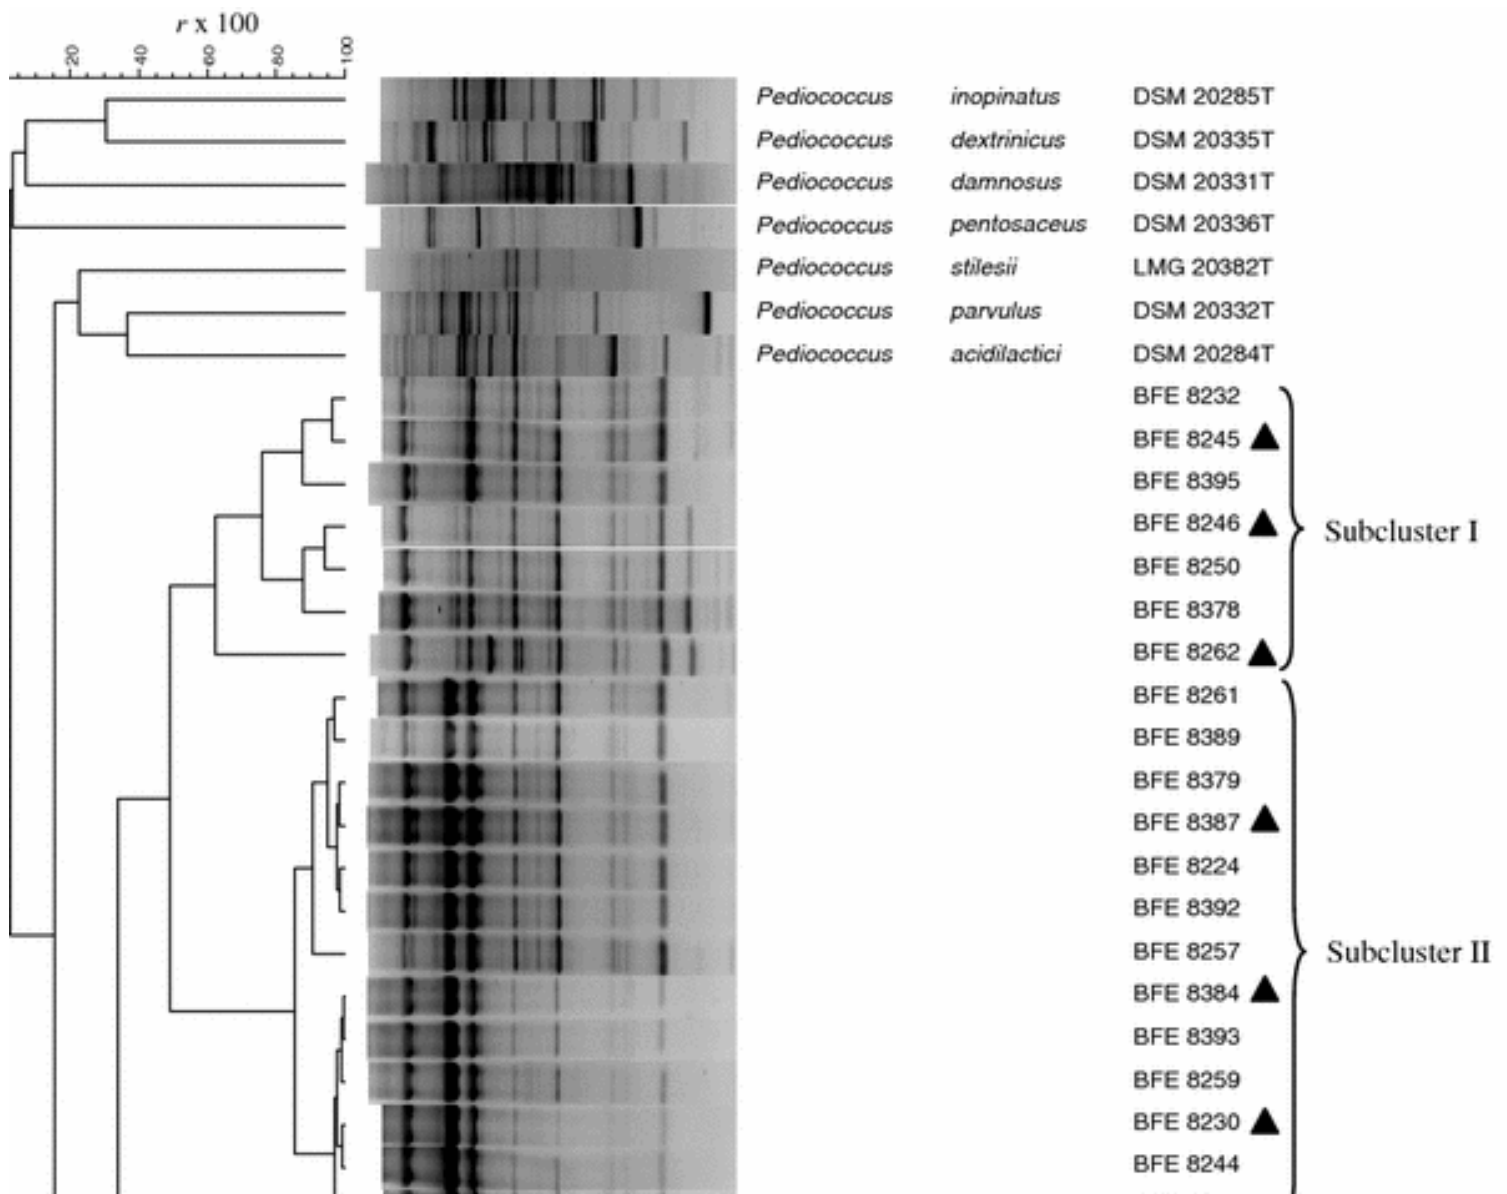 r x 100
20 40 60 80 100
Pediococcus inopinatus DSM 20285T
Pediococcus dextrinicus DSM 20335T
Pediococcus damnosus DSM 20331T
Pediococcus pentosaceus DSM 20336T
Pediococcus stilesii LMG 20382T
Pediococcus parvulus DSM 20332T
Pediococcus acidilactici DSM 20284T
BFE 8232
BFE 8245
BFE 8395
BFE 8246
Subcluster I
BFE 8250
BFE 8378
BFE 8262
BFE 8261
BFE 8389
BFE 8379
BFE 8387
BFE 8224
BFE 8392
BFE 8257
Subcluster II
BFE 8384
BFE 8393
BFE 8259
BFE 8230
BFE 8244